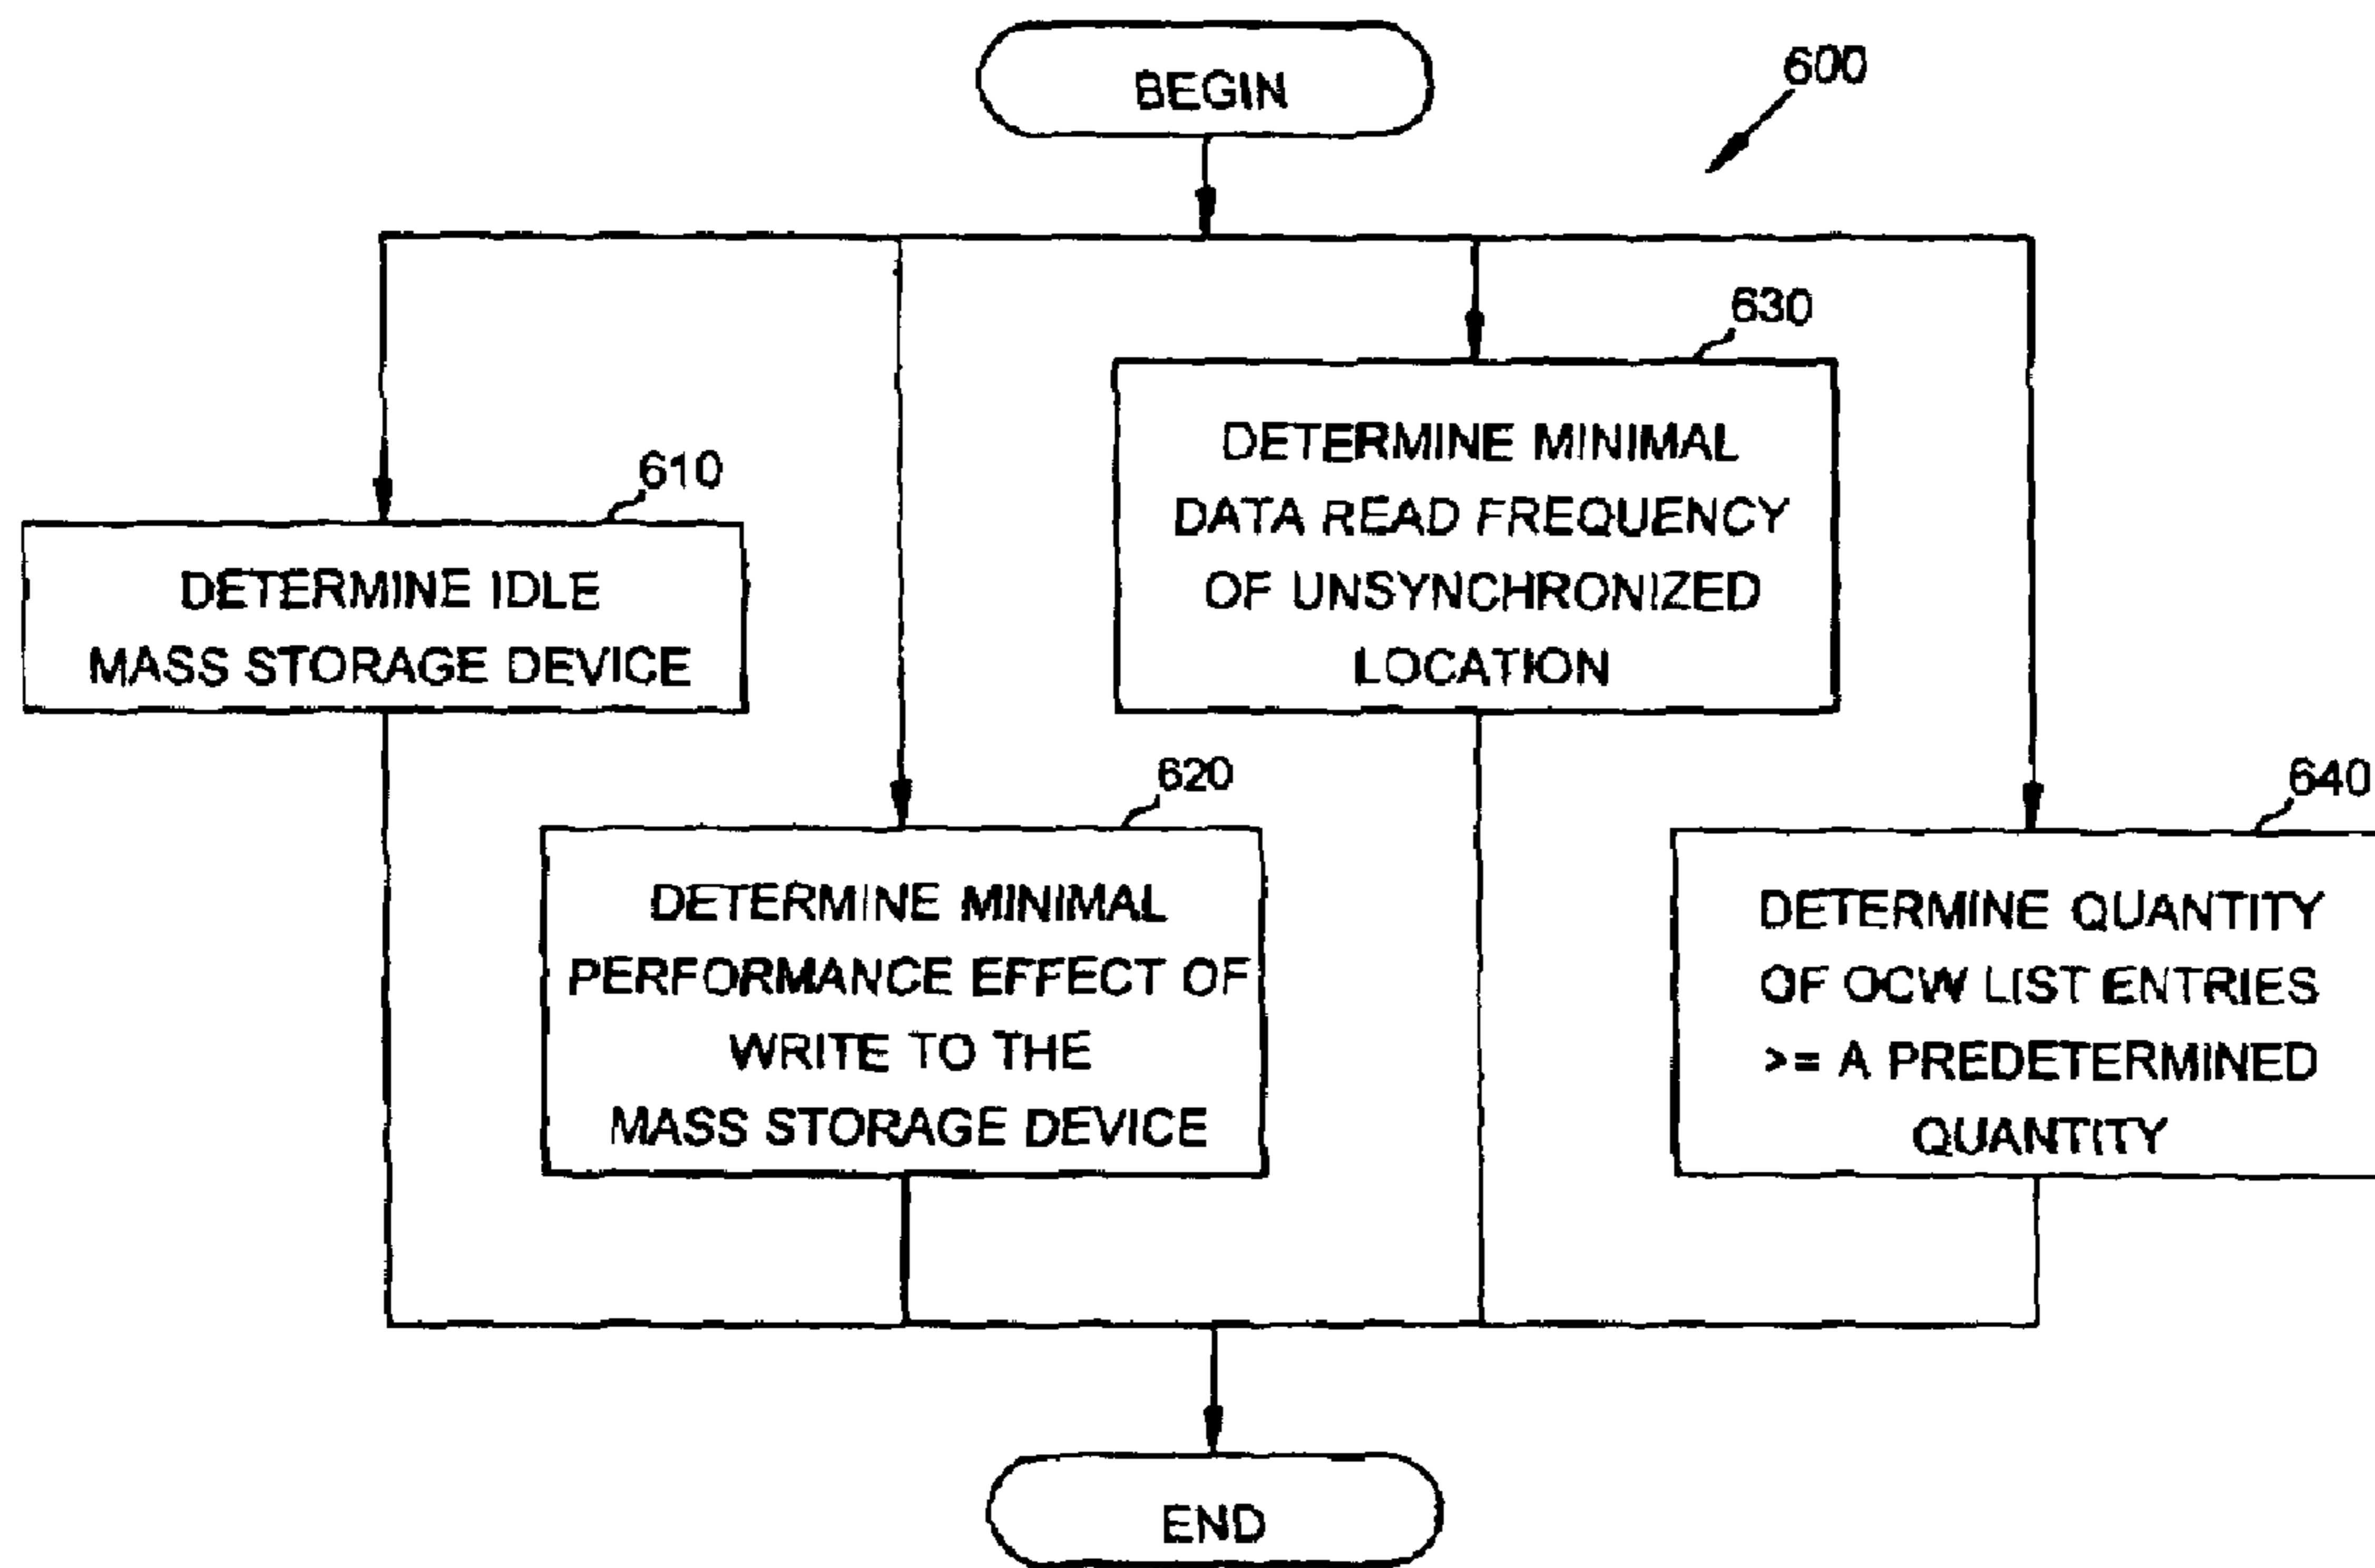 BEGIN
600
630
DETERMINE MINIMAL
DATA READ FREQUENCY
OF UNSYNCHRONIZED
LOCATION
610
DETERMINE IDLE
MASS STORAGE DEVICE
620
DETERMINE MINIMAL
PERFORMANCE EFFECT OF
WRITE TO THE
MASS STORAGE DEVICE
640
DETERMINE QUANTITY
OF OCW LIST ENTRIES
>= A PREDETERMINED
QUANTITY
END